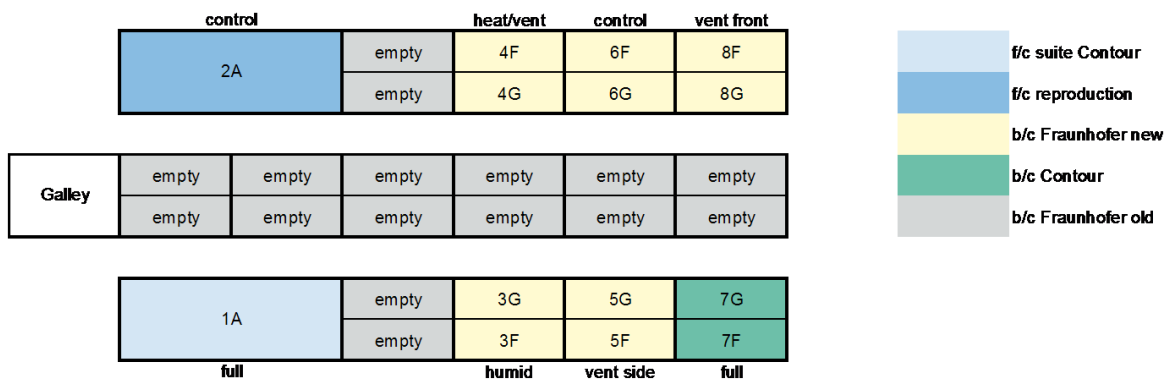 control heat/vent control vent front
2A empty 4F 6F 8F
empty 4G 6G 8G
Galley empty empty empty empty empty empty
empty empty empty empty empty empty
1A empty 3G 5G 7G
empty 3F 5F 7F
full humid vent side full
f/c suite Contour
f/c reproduction
b/c Fraunhofer new
b/c Contour
b/c Fraunhofer old